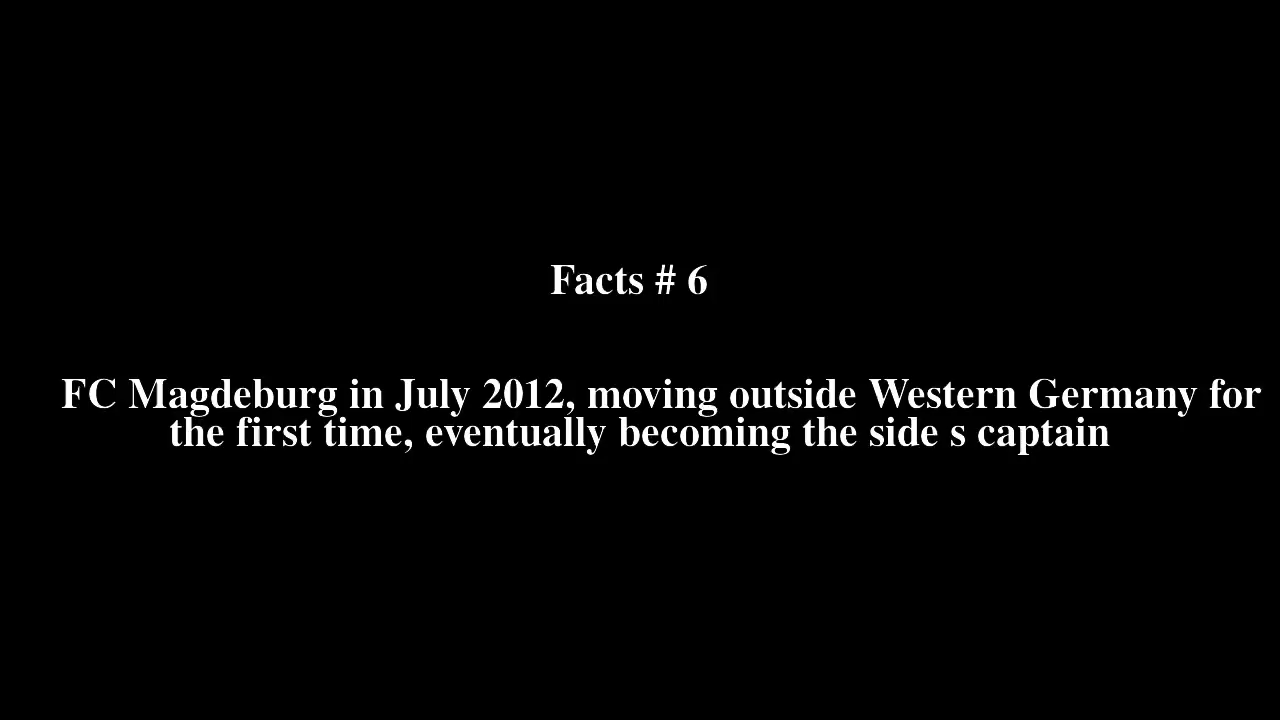 Facts # 6
FC Magdeburg in July 2012, moving outside Western Germany for
the first time, eventually becoming the side s captain